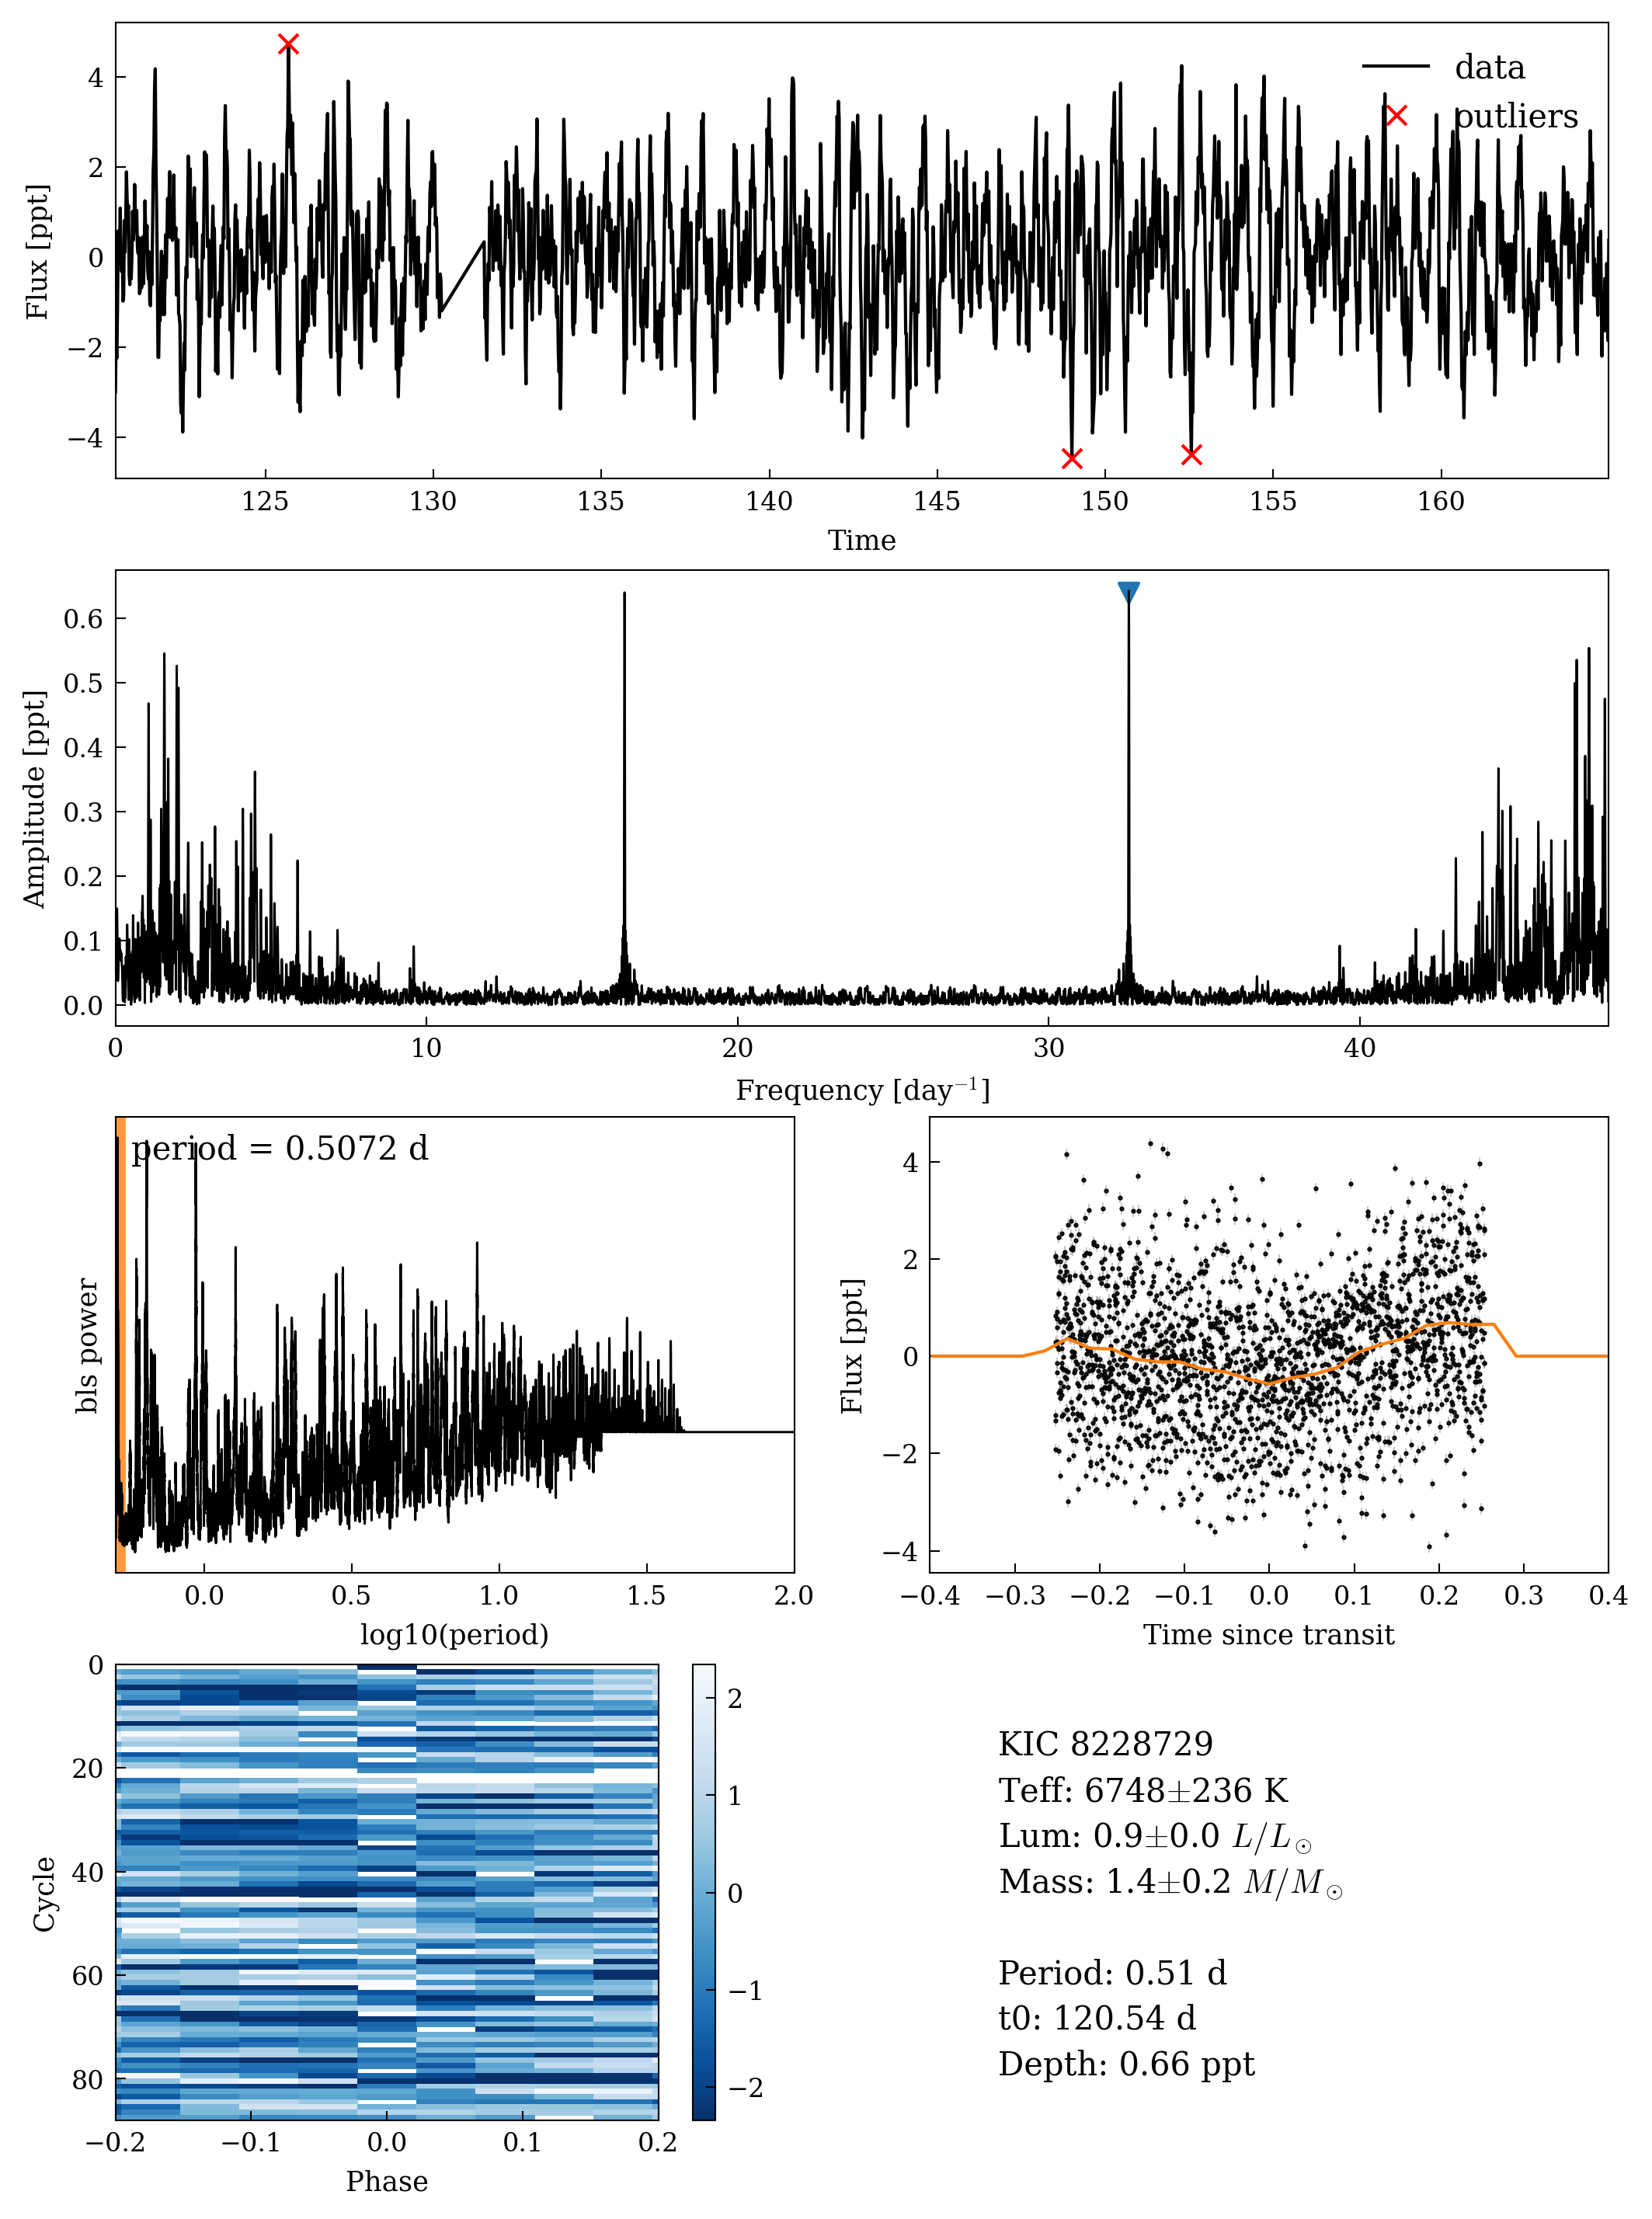 data
outliers
4
2
0
−2
−4
Flux [ppt]
125
130
135
140
145
150
155
160
Time
0.6
0.5
0.4
0.3
0.2
0.1
0.0
Amplitude [ppt]
0
10
20
30
40
Frequency [day⁻¹]
period = 0.5072 d
bls power
0.0
0.5
1.0
1.5
2.0
log10(period)
4
2
0
−2
−4
Flux [ppt]
−0.4
−0.3
−0.2
−0.1
0.0
0.1
0.2
0.3
0.4
Time since transit
0
20
40
60
80
Cycle
−0.2
−0.1
0.0
0.1
0.2
Phase
2
1
0
−1
−2
KIC 8228729
Teff: 6748±236 K
Lum: 0.9±0.0 L/L☉
Mass: 1.4±0.2 M/M☉
Period: 0.51 d
t0: 120.54 d
Depth: 0.66 ppt